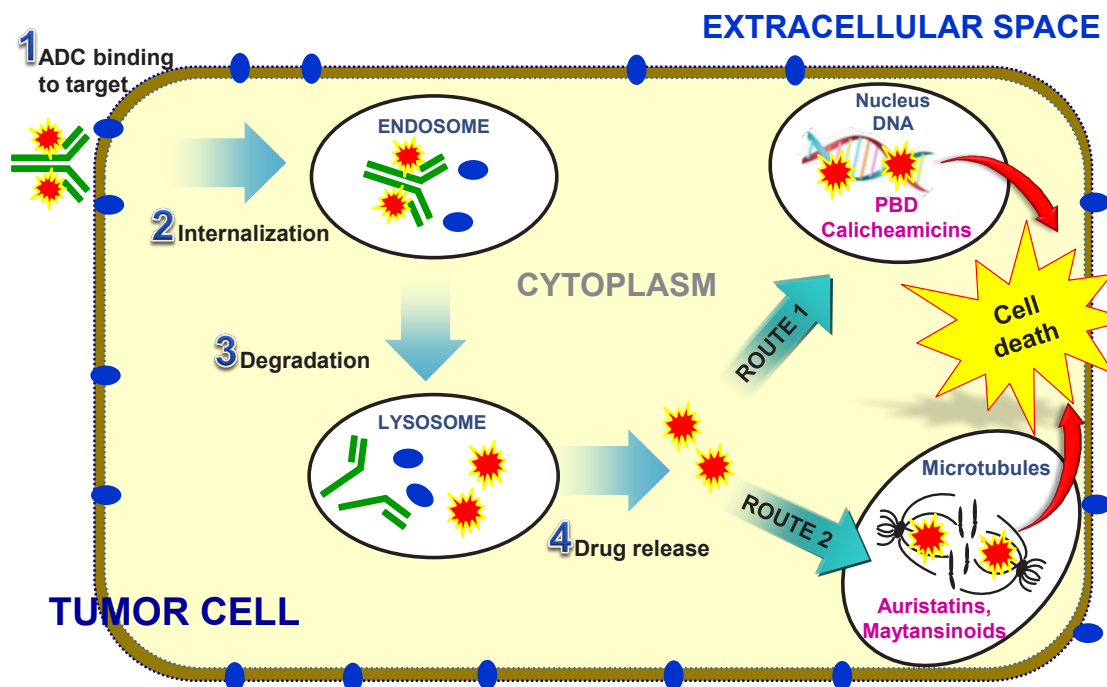 EXTRACELLULAR SPACE
1 ADC binding
to target
ENDOSOME
Nucleus
DNA
PBD
Calicheamicins
2 Internalization
CYTOPLASM
Cell
death
ROUTE 1
3 Degradation
LYSOSOME
Microtubules
ROUTE 2
4 Drug release
Auristatins,
Maytansinoids
TUMOR CELL